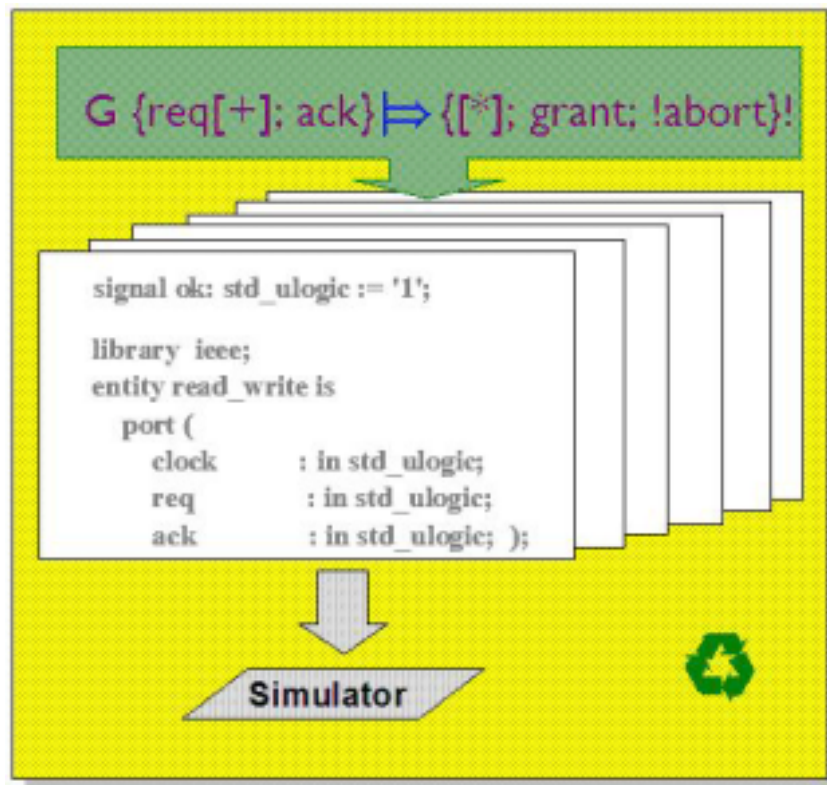 G {req[+]; ack} |⇒ {[*]; grant; !abort}!
signal ok: std_ulogic := '1';
library ieee;
entity read_write is
port (
clock : in std_ulogic;
req : in std_ulogic;
ack : in std_ulogic; );
Simulator